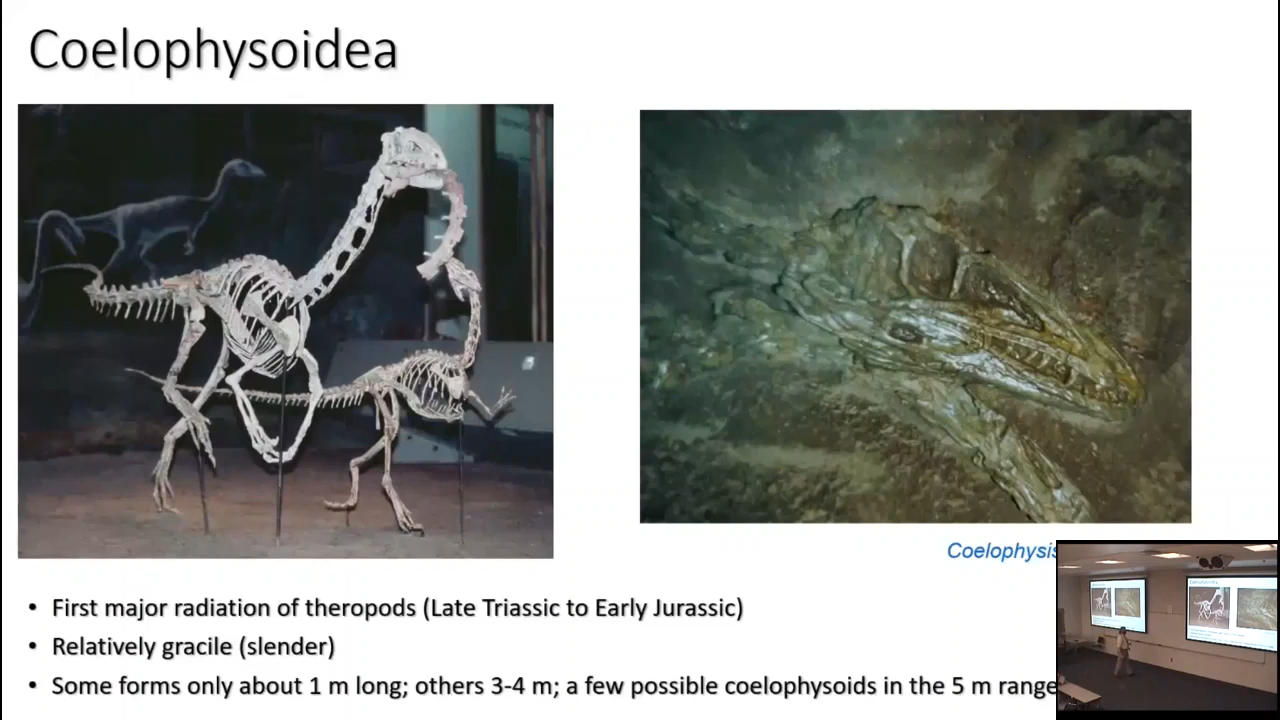 Coelophysoidea
Coelophysis
• First major radiation of theropods (Late Triassic to Early Jurassic)
• Relatively gracile (slender)
• Some forms only about 1 m long; others 3-4 m; a few possible coelophysoids in the 5 m range